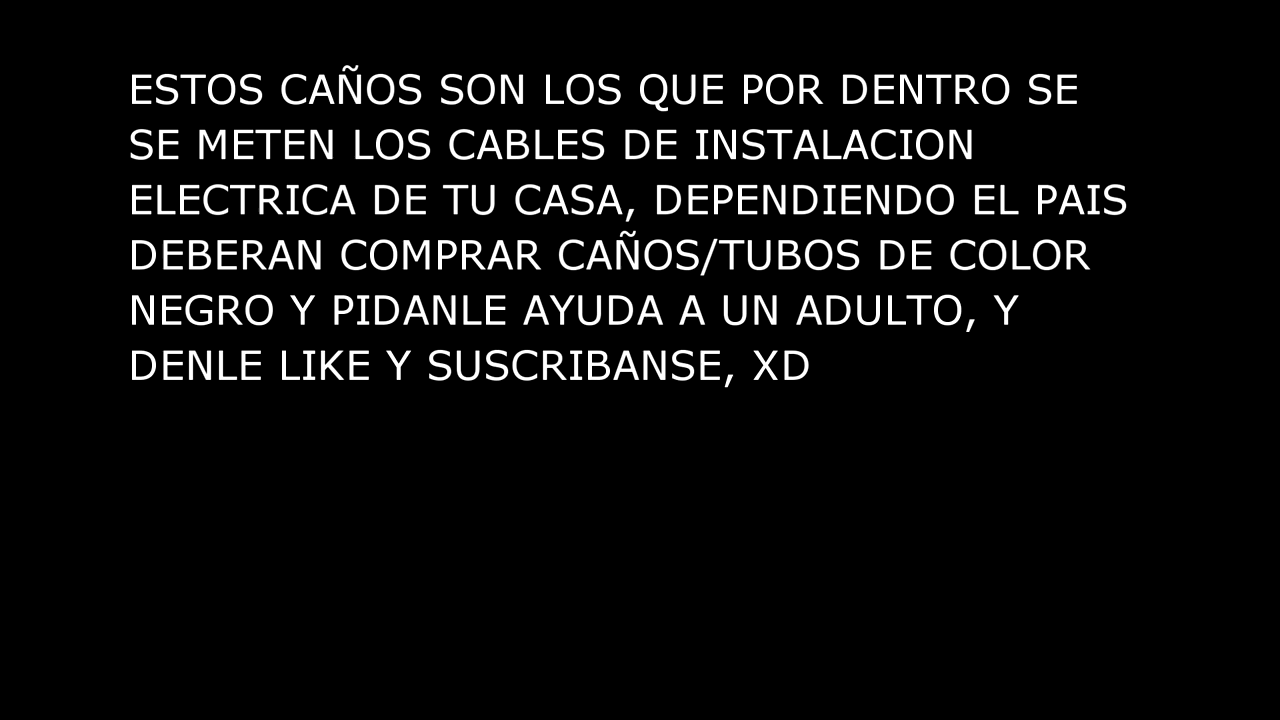 ESTOS CAÑOS SON LOS QUE POR DENTRO SE
SE METEN LOS CABLES DE INSTALACION
ELECTRICA DE TU CASA, DEPENDIENDO EL PAIS
DEBERAN COMPRAR CAÑOS/TUBOS DE COLOR
NEGRO Y PIDANLE AYUDA A UN ADULTO, Y
DENLE LIKE Y SUSCRIBANSE, XD